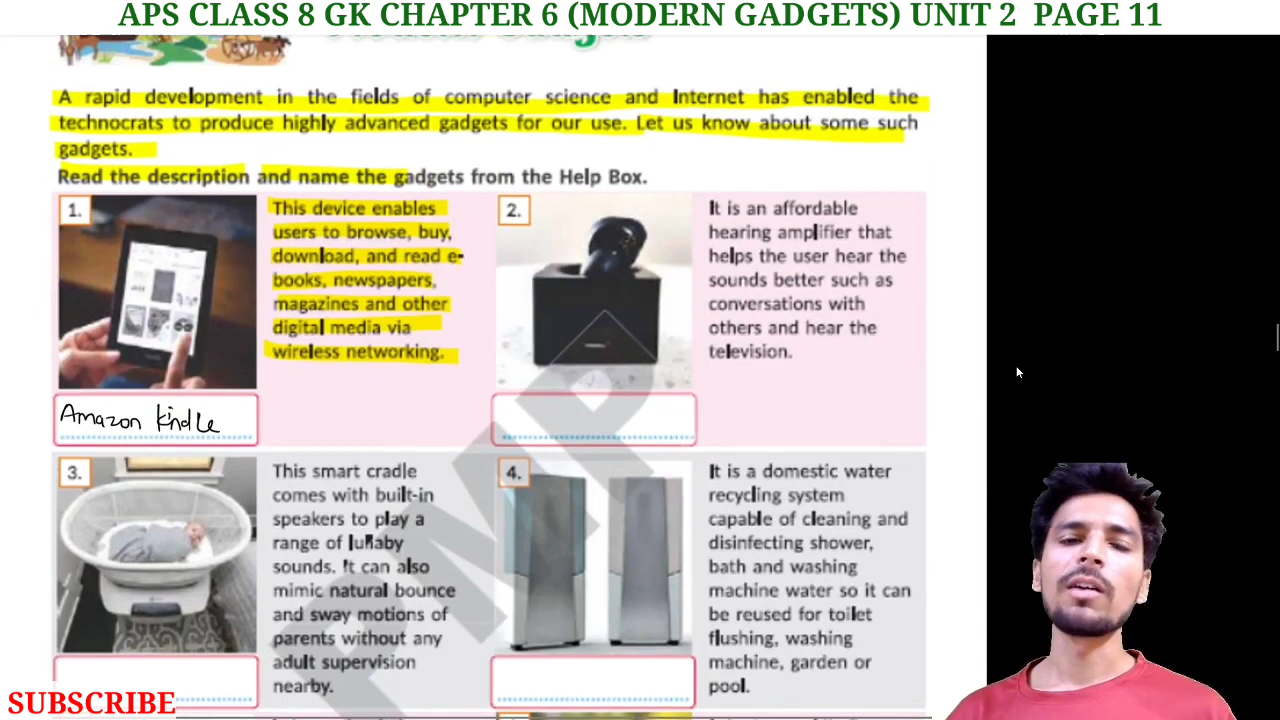 APS CLASS 8 GK CHAPTER 6 (MODERN GADGETS) UNIT 2 PAGE 11
A rapid development in the fields of computer science and Internet has enabled the
technocrats to produce highly advanced gadgets for our use. Let us know about some such
gadgets.
Read the description and name the gadgets from the Help Box.
1.
This device enables
users to browse, buy,
download, and read e-
books, newspapers,
magazines and other
digital media via
wireless networking.
Amazon Kindle
2.
It is an affordable
hearing amplifier that
helps the user hear the
sounds better such as
conversations with
others and hear the
television.
3.
This smart cradle
comes with built-in
speakers to play a
range of lullaby
sounds. It can also
mimic natural bounce
and sway motions of
parents without any
adult supervision
nearby.
4.
It is a domestic water
recycling system
capable of cleaning and
disinfecting shower,
bath and washing
machine water so it can
be reused for toilet
flushing, washing
machine, garden or
pool.
SUBSCRIBE